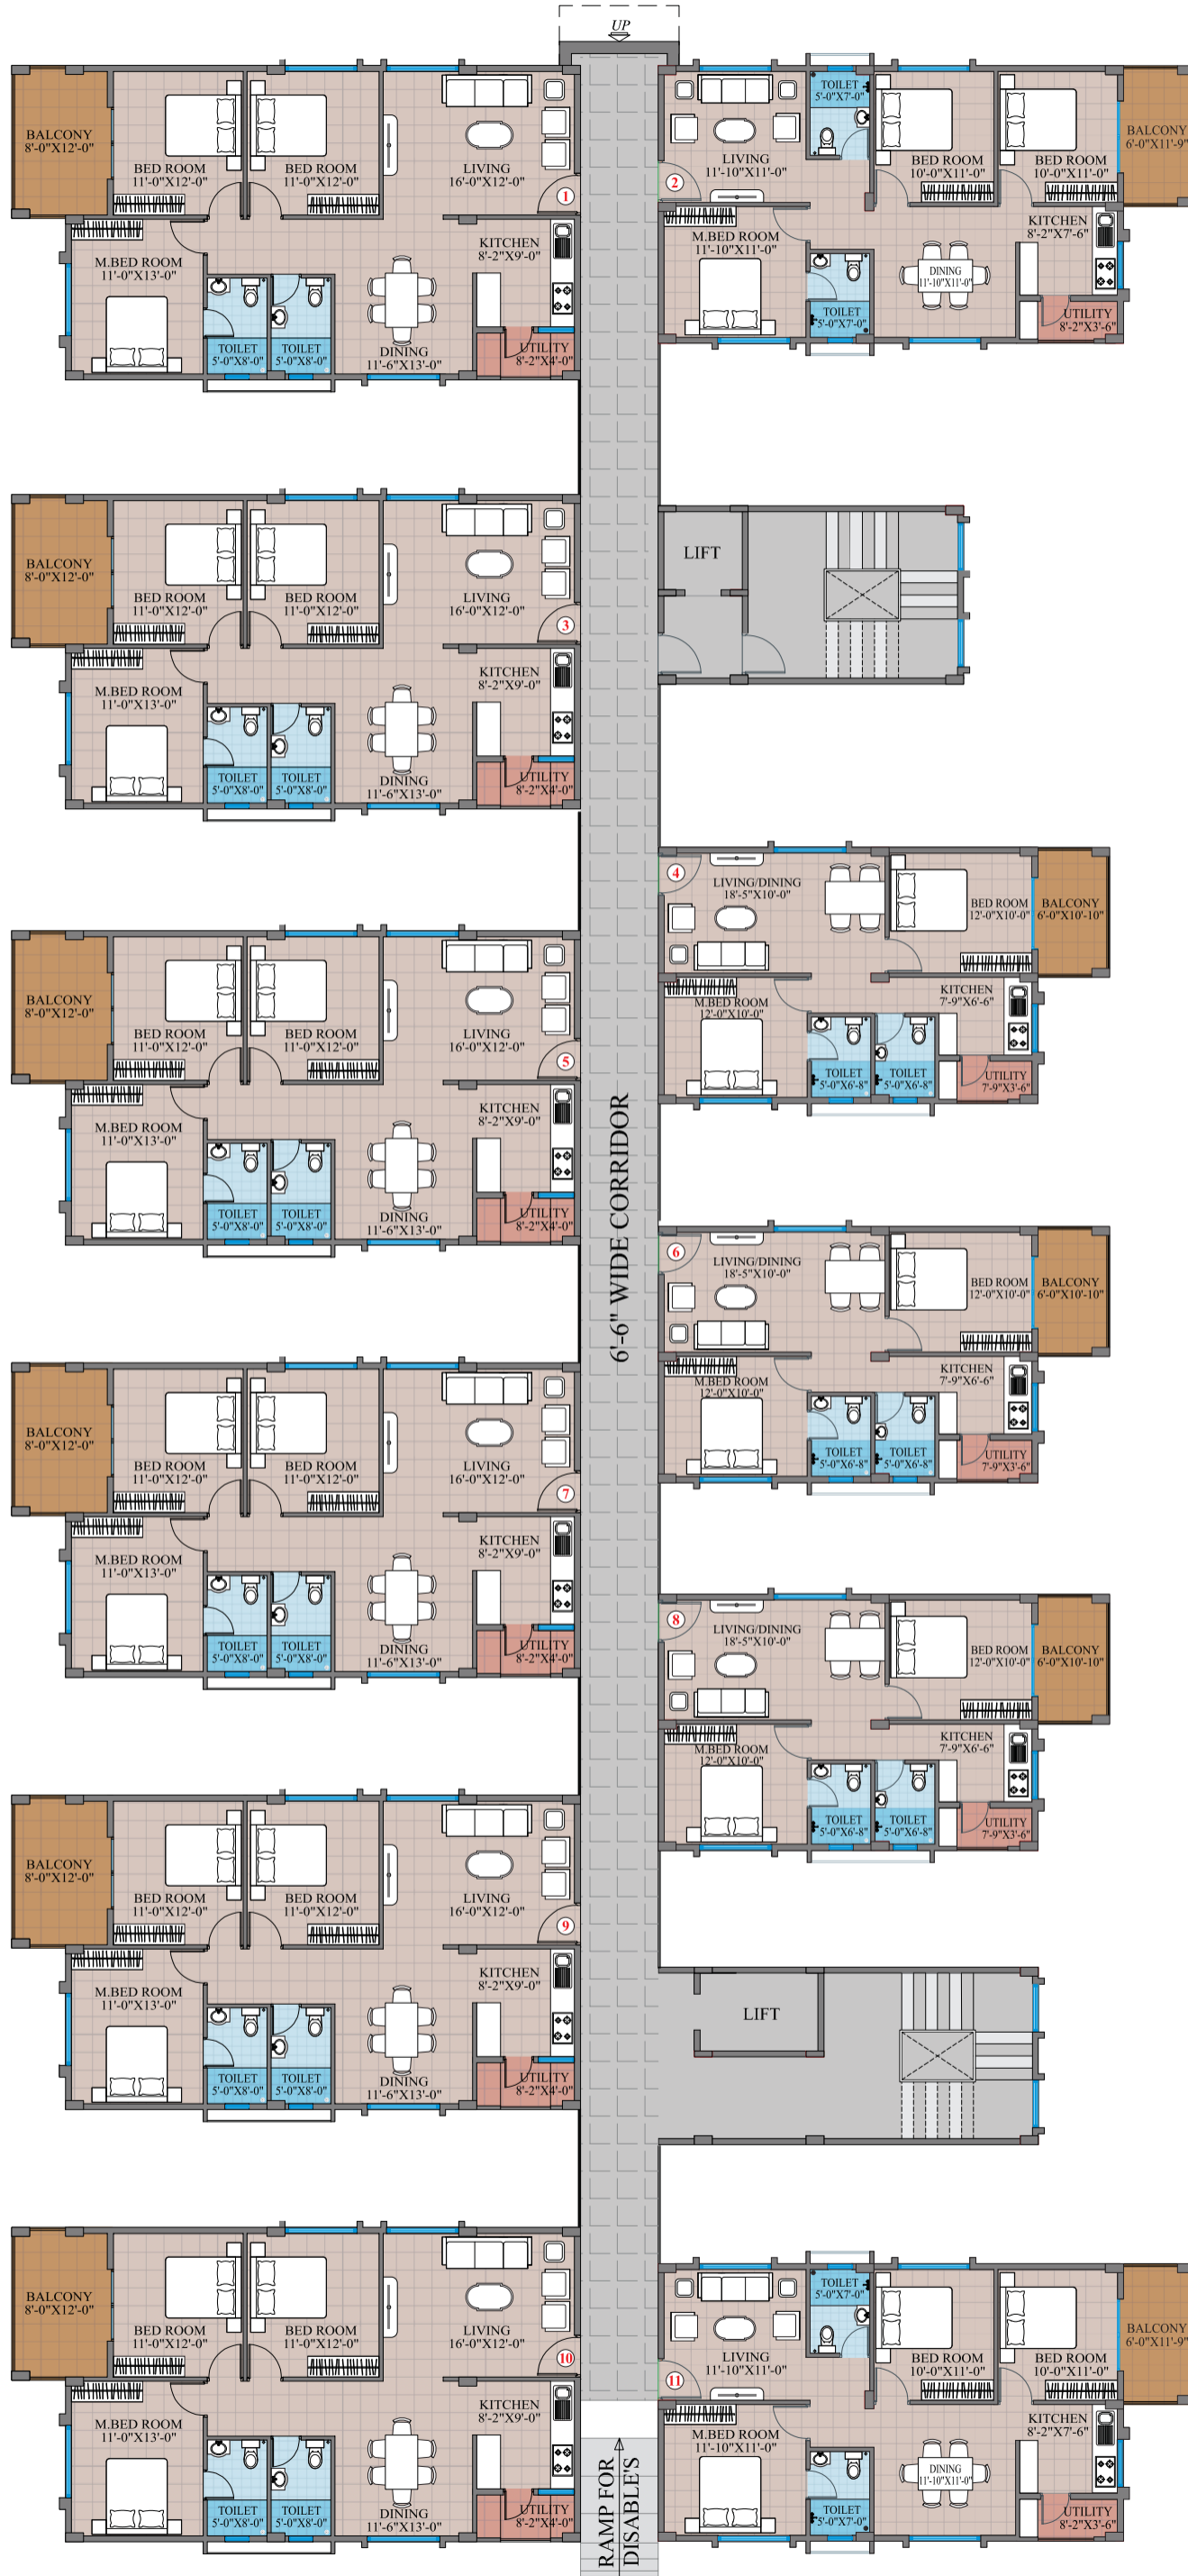 UP
BALCONY
8'-0"X12'-0"
BED ROOM
11'-0"X12'-0"
BED ROOM
11'-0"X12'-0"
LIVING
16'-0"X12'-0"
1
M.BED ROOM
11'-0"X13'-0"
KITCHEN
8'-2"X9'-0"
TOILET
5'-0"X8'-0"
TOILET
5'-0"X8'-0"
DINING
11'-6"X13'-0"
UTILITY
8'-2"X4'-0"
LIVING
11'-10"X11'-0"
2
TOILET
5'-0"X7'-0"
BED ROOM
10'-0"X11'-0"
BED ROOM
10'-0"X11'-0"
BALCONY
6'-0"X11'-9"
M.BED ROOM
11'-10"X11'-0"
TOILET
5'-0"X7'-0"
DINING
11'-10"X11'-0"
KITCHEN
8'-2"X7'-6"
UTILITY
8'-2"X3'-6"
BALCONY
8'-0"X12'-0"
BED ROOM
11'-0"X12'-0"
BED ROOM
11'-0"X12'-0"
LIVING
16'-0"X12'-0"
3
M.BED ROOM
11'-0"X13'-0"
KITCHEN
8'-2"X9'-0"
TOILET
5'-0"X8'-0"
TOILET
5'-0"X8'-0"
DINING
11'-6"X13'-0"
UTILITY
8'-2"X4'-0"
LIFT
4
LIVING/DINING
18'-5"X10'-0"
BED ROOM
12'-0"X10'-0"
BALCONY
6'-0"X10'-10"
M.BED ROOM
12'-0"X10'-0"
KITCHEN
7'-9"X6'-6"
TOILET
5'-0"X6'-8"
TOILET
5'-0"X6'-8"
UTILITY
7'-9"X3'-6"
BALCONY
8'-0"X12'-0"
BED ROOM
11'-0"X12'-0"
BED ROOM
11'-0"X12'-0"
LIVING
16'-0"X12'-0"
5
M.BED ROOM
11'-0"X13'-0"
KITCHEN
8'-2"X9'-0"
TOILET
5'-0"X8'-0"
TOILET
5'-0"X8'-0"
DINING
11'-6"X13'-0"
UTILITY
8'-2"X4'-0"
6'-6" WIDE CORRIDOR
6
LIVING/DINING
18'-5"X10'-0"
BED ROOM
12'-0"X10'-0"
BALCONY
6'-0"X10'-10"
M.BED ROOM
12'-0"X10'-0"
KITCHEN
7'-9"X6'-6"
TOILET
5'-0"X6'-8"
TOILET
5'-0"X6'-8"
UTILITY
7'-9"X3'-6"
BALCONY
8'-0"X12'-0"
BED ROOM
11'-0"X12'-0"
BED ROOM
11'-0"X12'-0"
LIVING
16'-0"X12'-0"
7
M.BED ROOM
11'-0"X13'-0"
KITCHEN
8'-2"X9'-0"
TOILET
5'-0"X8'-0"
TOILET
5'-0"X8'-0"
DINING
11'-6"X13'-0"
UTILITY
8'-2"X4'-0"
8
LIVING/DINING
18'-5"X10'-0"
BED ROOM
12'-0"X10'-0"
BALCONY
6'-0"X10'-10"
M.BED ROOM
12'-0"X10'-0"
KITCHEN
7'-9"X6'-6"
TOILET
5'-0"X6'-8"
TOILET
5'-0"X6'-8"
UTILITY
7'-9"X3'-6"
BALCONY
8'-0"X12'-0"
BED ROOM
11'-0"X12'-0"
BED ROOM
11'-0"X12'-0"
LIVING
16'-0"X12'-0"
9
M.BED ROOM
11'-0"X13'-0"
KITCHEN
8'-2"X9'-0"
TOILET
5'-0"X8'-0"
TOILET
5'-0"X8'-0"
DINING
11'-6"X13'-0"
UTILITY
8'-2"X4'-0"
LIFT
BALCONY
8'-0"X12'-0"
BED ROOM
11'-0"X12'-0"
BED ROOM
11'-0"X12'-0"
LIVING
16'-0"X12'-0"
10
M.BED ROOM
11'-0"X13'-0"
KITCHEN
8'-2"X9'-0"
TOILET
5'-0"X8'-0"
TOILET
5'-0"X8'-0"
DINING
11'-6"X13'-0"
UTILITY
8'-2"X4'-0"
RAMP FOR
DISABLE'S
LIVING
11'-10"X11'-0"
11
TOILET
5'-0"X7'-0"
BED ROOM
10'-0"X11'-0"
BED ROOM
10'-0"X11'-0"
BALCONY
6'-0"X11'-9"
M.BED ROOM
11'-10"X11'-0"
TOILET
5'-0"X7'-0"
DINING
11'-10"X11'-0"
KITCHEN
8'-2"X7'-6"
UTILITY
8'-2"X3'-6"